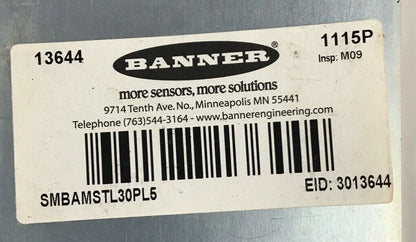 13644 BANNER 1115P
Insp: M09
more sensors, more solutions
9714 Tenth Ave.No., Minneapolis MN 55441
Telephone (763)544-3164 - www.bannerengineering.com
SMBAMSTL30PL5 EID: 3013644